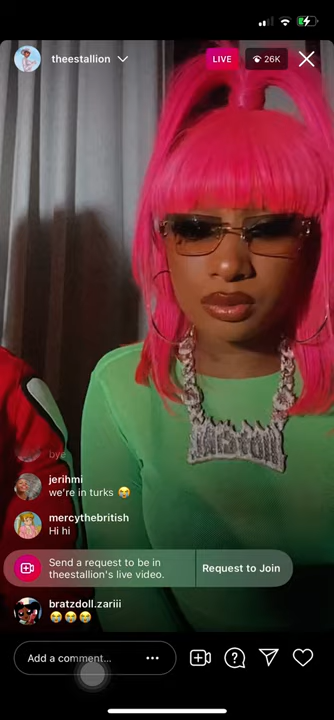 theestallion
LIVE
26K
bye
jerihmi
we're in turks 😭
mercythebritish
Hi hi
Send a request to be in
theestallion's live video.
Request to Join
bratzdoll.zariii
😭😭😭
Add a comment...